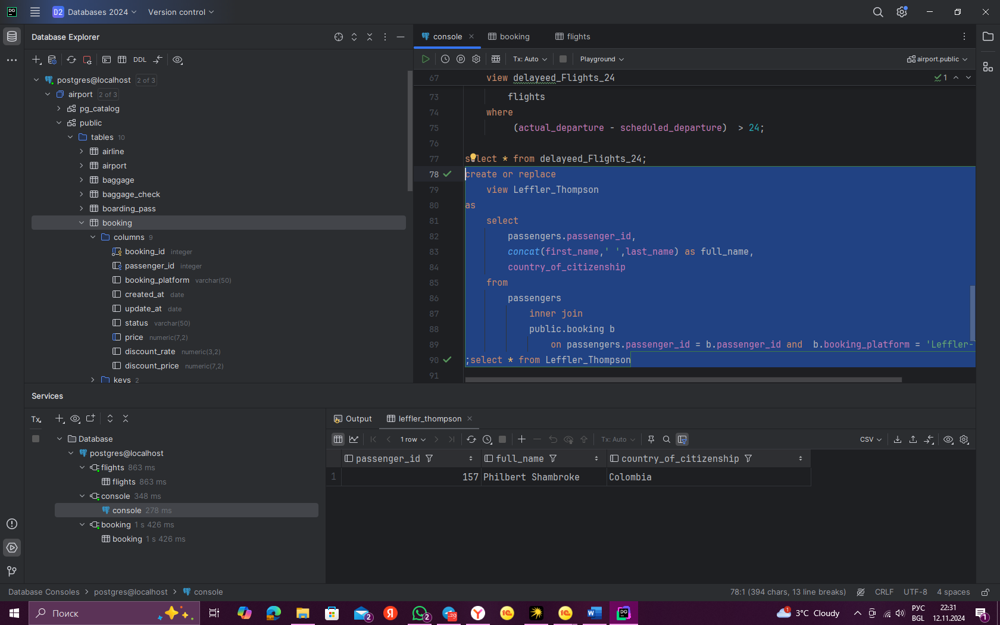 DG
D2 Databases 2024 Version control
Database Explorer
DDL
postgres@localhost 2 of 3
airport 2 of 3
pg_catalog
public
tables 10
airline
airport
baggage
baggage_check
boarding_pass
booking
columns 9
booking_id integer
passenger_id integer
booking_platform varchar(50)
created_at date
update_at date
status varchar(50)
price numeric(7,2)
discount_rate numeric(3,2)
discount_price numeric(7,2)
keys 2
console booking flights
Tx: Auto Playground airport.public
67 view delayeed_Flights_24 1
73 flights
74 where
75 (actual_departure - scheduled_departure) > 24;
76
77 select * from delayeed_Flights_24;
78 create or replace
79 view Leffler_Thompson
80 as
81 select
82 passengers.passenger_id,
83 concat(first_name,' ',last_name) as full_name,
84 country_of_citizenship
85 from
86 passengers
87 inner join
88 public.booking b
89 on passengers.passenger_id = b.passenger_id and b.booking_platform = 'Leffler-
90 ;select * from Leffler_Thompson
91
Services
Tx
Database
postgres@localhost
flights 863 ms
flights 863 ms
console 348 ms
console 278 ms
booking 1 s 426 ms
booking 1 s 426 ms
Output leffler_thompson
1 row Tx: Auto CSV
passenger_id full_name country_of_citizenship
1 157 Philbert Shambroke Colombia
Database Consoles > postgres@localhost > console
78:1 (394 chars, 13 line breaks) CRLF UTF-8 4 spaces
Поиск
2
Я
2
29
Y
1С
1С
W
DG
1
3°C Cloudy
РУС
BGL
22:31
12.11.2024
1